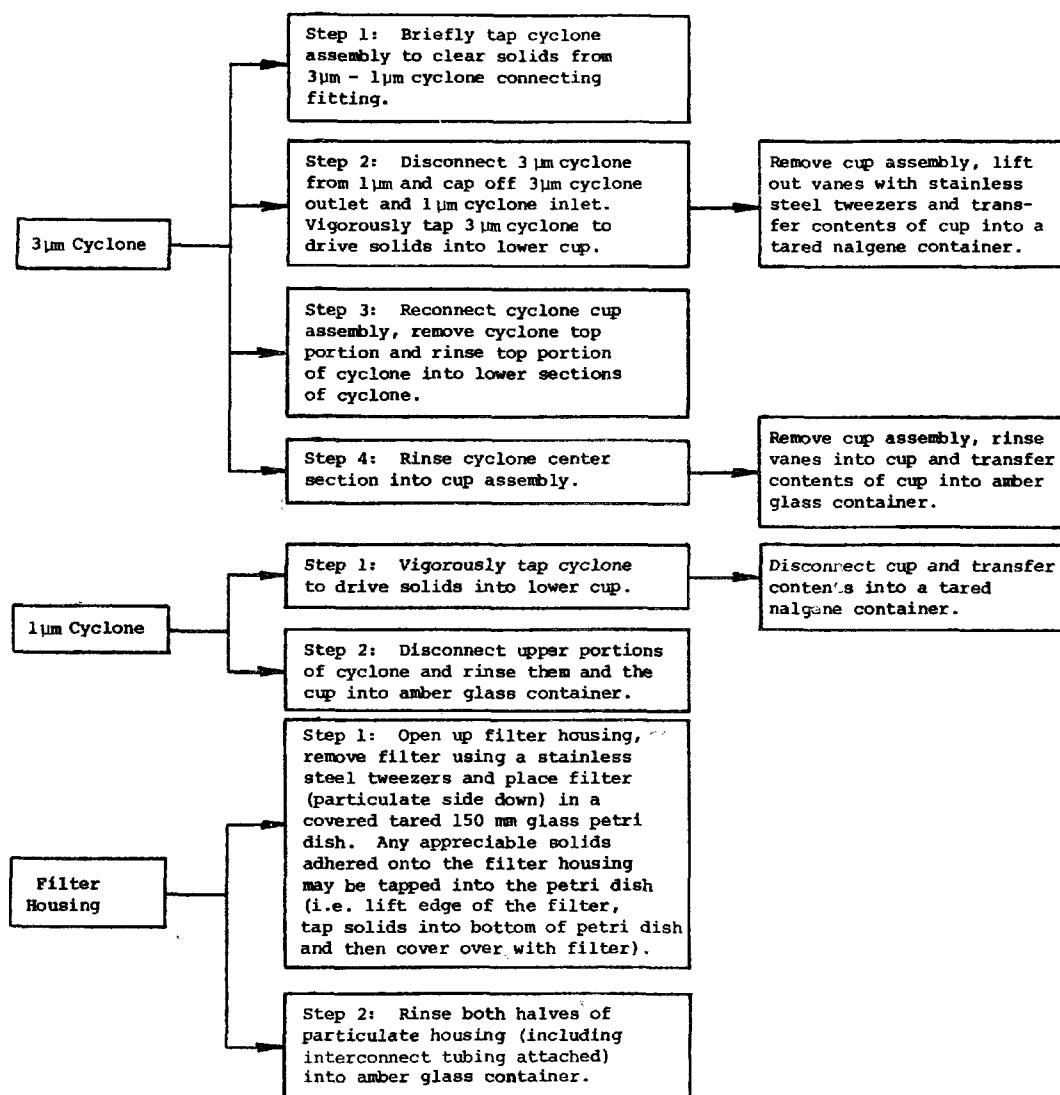 Step 1: Briefly tap cyclone
assembly to clear solids from
3µm - 1µm cyclone connecting
fitting.
Step 2: Disconnect 3µm cyclone
from 1µm and cap off 3µm cyclone
outlet and 1µm cyclone inlet.
Vigorously tap 3µm cyclone to
drive solids into lower cup.
Remove cup assembly, lift
out vanes with stainless
steel tweezers and trans-
fer contents of cup into a
tared nalgene container.
3µm Cyclone
Step 3: Reconnect cyclone cup
assembly, remove cyclone top
portion and rinse top portion
of cyclone into lower sections
of cyclone.
Step 4: Rinse cyclone center
section into cup assembly.
Remove cup assembly, rinse
vanes into cup and transfer
contents of cup into amber
glass container.
1µm Cyclone
Step 1: Vigorously tap cyclone
to drive solids into lower cup.
Disconnect cup and transfer
contents into a tared
nalgene container.
Step 2: Disconnect upper portions
of cyclone and rinse them and the
cup into amber glass container.
Filter
Housing
Step 1: Open up filter housing,
remove filter using a stainless
steel tweezers and place filter
(particulate side down) in a
covered tared 150 mm glass petri
dish. Any appreciable solids
adhered onto the filter housing
may be tapped into the petri dish
(i.e. lift edge of the filter,
tap solids into bottom of petri dish
and then cover over with filter).
Step 2: Rinse both halves of
particulate housing (including
interconnect tubing attached)
into amber glass container.